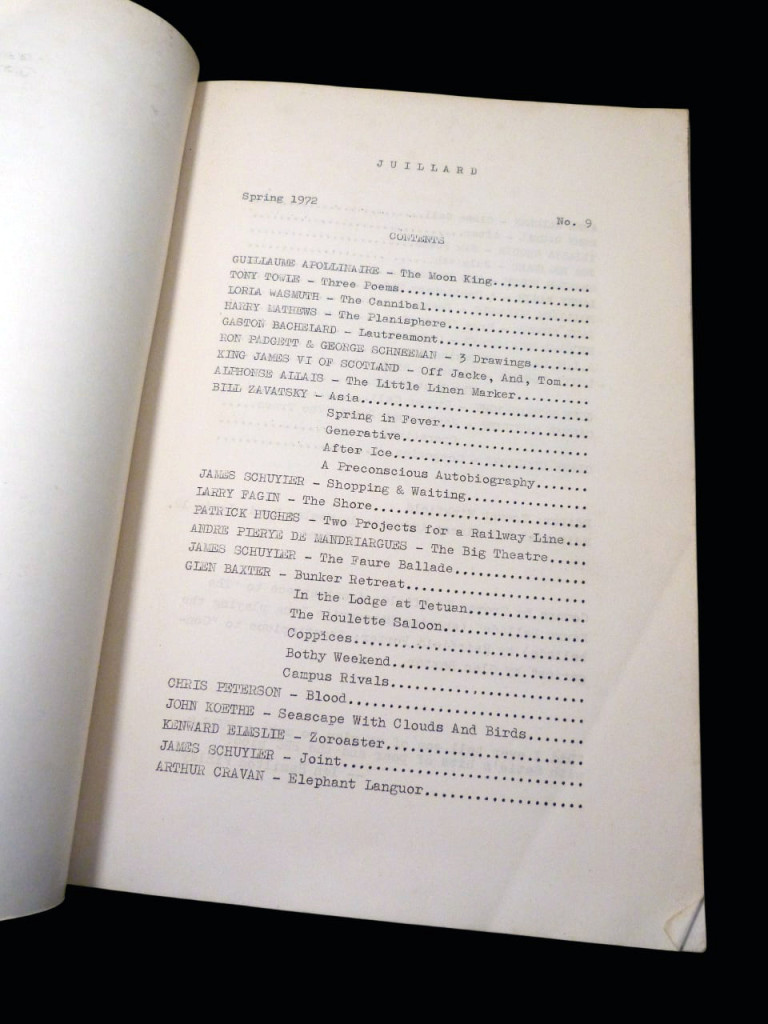 JUILLARD
Spring 1972
No. 9
CONTENTS
GUILLAUME APOLLINAIRE - The Moon King..............
TONY TOWLE - Three Poems...........................
LORIA WASMUTH - The Cannibal.......................
HARRY MATHEWS - The Planisphere....................
GASTON BACHELARD - Lautreamont.....................
RON PADGETT & GEORGE SCHNEEMAN - 3 Drawings........
KING JAMES VI OF SCOTLAND - Off Jacke, And, Tom....
ALPHONSE ALLAIS - The Little Linen Marker..........
BILL ZAVATSKY - Asia...............................
Spring in Fever.....................
Generative..........................
After Ice...........................
A Preconscious Autobiography.......
JAMES SCHUYLER - Shopping & Waiting................
LARRY FAGIN - The Shore............................
PATRICK HUGHES - Two Projects for a Railway Line...
ANDRE PIERYE DE MANDRIARGUES - The Big Theatre.....
JAMES SCHUYLER - The Faure Ballade.................
GLEN BAXTER - Bunker Retreat.......................
In the Lodge at Tetuan...............
The Roulette Saloon..................
Coppices.............................
Bothy Weekend........................
Campus Rivals........................
CHRIS PETERSON - Blood.............................
JOHN KOETHE - Seascape With Clouds And Birds.......
KENWARD ELMSLIE - Zoroaster........................
JAMES SCHUYLER - Joint.............................
ARTHUR CRAVAN - Elephant Languor...................